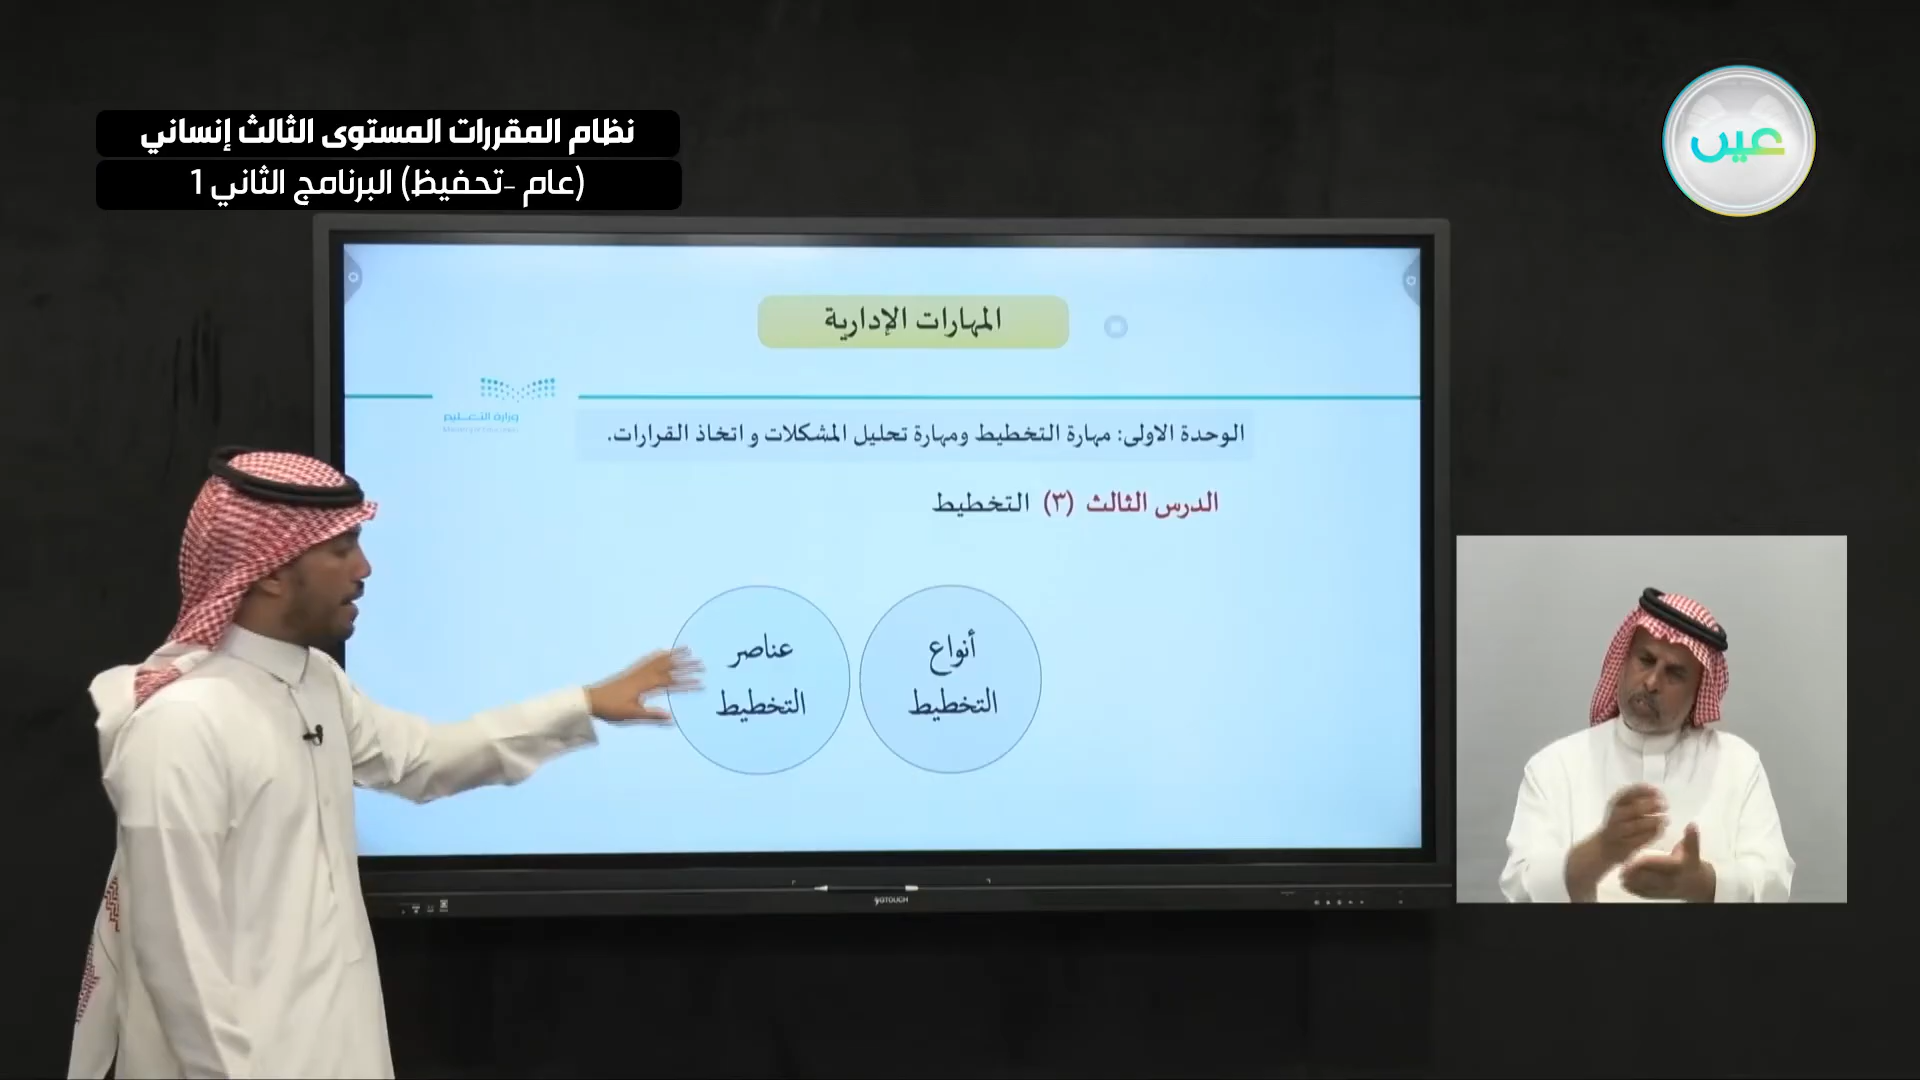 نظام المقررات المستوى الثالث إنساني
(عام -تحفيظ) البرنامج الثاني 1
عين
المهارات الإدارية
وزارة التعليم
الوحدة الاولى: مهارة التخطيط ومهارة تحليل المشكلات و اتخاذ القرارات.
الدرس الثالث (٣) التخطيط
أنواع
التخطيط
عناصر
التخطيط